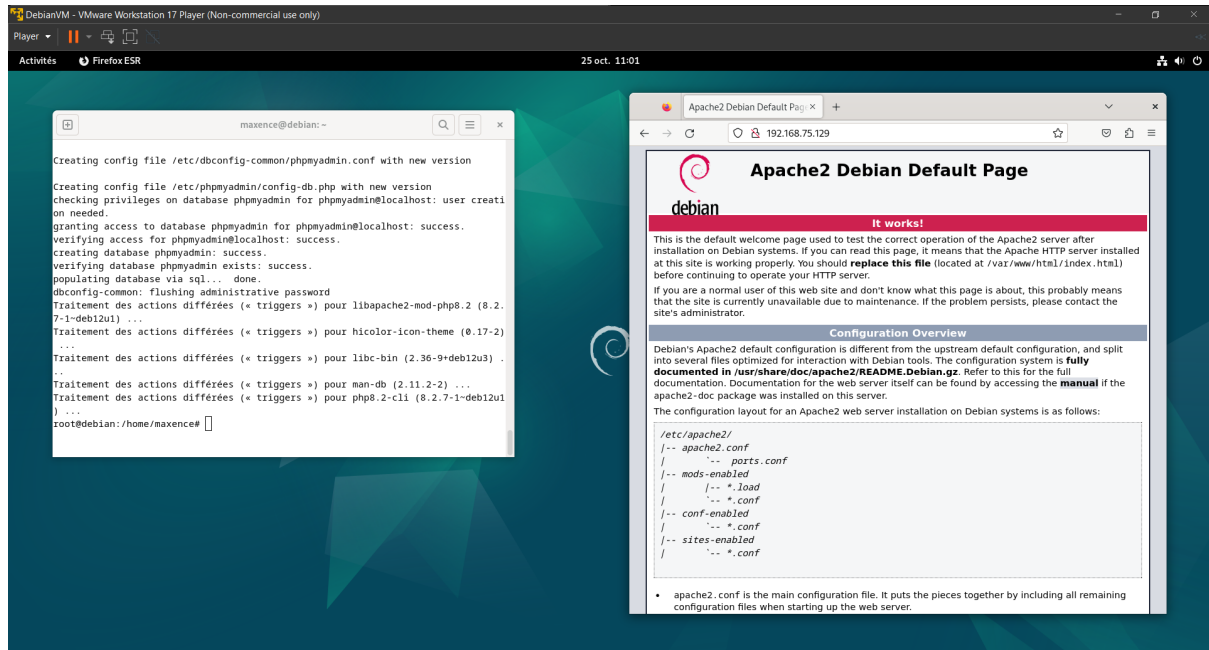 DebianVM - VMware Workstation 17 Player (Non-commercial use only)
Player
Activités Firefox ESR 25 oct. 11:01
maxence@debian: ~
Creating config file /etc/dbconfig-common/phpmyadmin.conf with new version
Creating config file /etc/phpmyadmin/config-db.php with new version
checking privileges on database phpmyadmin for phpmyadmin@localhost: user creati
on needed.
granting access to database phpmyadmin for phpmyadmin@localhost: success.
verifying access for phpmyadmin@localhost: success.
creating database phpmyadmin: success.
verifying database phpmyadmin exists: success.
populating database via sql...  done.
dbconfig-common: flushing administrative password
Traitement des actions différées (« triggers ») pour libapache2-mod-php8.2 (8.2.
7-1~deb12u1) ...
Traitement des actions différées (« triggers ») pour hicolor-icon-theme (0.17-2)
 ...
Traitement des actions différées (« triggers ») pour libc-bin (2.36-9+deb12u3) .
..
Traitement des actions différées (« triggers ») pour man-db (2.11.2-2) ...
Traitement des actions différées (« triggers ») pour php8.2-cli (8.2.7-1~deb12u1
) ...
root@debian:/home/maxence#
Apache2 Debian Default Pag
192.168.75.129
debian
Apache2 Debian Default Page
It works!
This is the default welcome page used to test the correct operation of the Apache2 server after
installation on Debian systems. If you can read this page, it means that the Apache HTTP server installed
at this site is working properly. You should replace this file (located at /var/www/html/index.html)
before continuing to operate your HTTP server.
If you are a normal user of this web site and don't know what this page is about, this probably means
that the site is currently unavailable due to maintenance. If the problem persists, please contact the
site's administrator.
Configuration Overview
Debian's Apache2 default configuration is different from the upstream default configuration, and split
into several files optimized for interaction with Debian tools. The configuration system is fully
documented in /usr/share/doc/apache2/README.Debian.gz. Refer to this for the full
documentation. Documentation for the web server itself can be found by accessing the manual if the
apache2-doc package was installed on this server.
The configuration layout for an Apache2 web server installation on Debian systems is as follows:
/etc/apache2/
|-- apache2.conf
|       `--  ports.conf
|-- mods-enabled
|       |-- *.load
|       `-- *.conf
|-- conf-enabled
|       `-- *.conf
|-- sites-enabled
|       `-- *.conf
• apache2.conf is the main configuration file. It puts the pieces together by including all remaining
configuration files when starting up the web server.